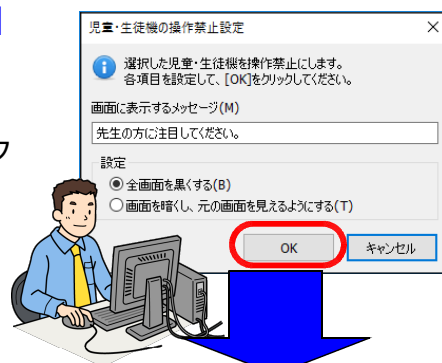 児童・生徒機の操作禁止設定
選択した児童・生徒機を操作禁止にします。
各項目を設定して、[OK]をクリックしてください。
画面に表示するメッセージ(M)
先生の方に注目してください。
設定
全画面を黒くする(B)
画面を暗くし、元の画面を見えるようにする(T)
OK
キャンセル